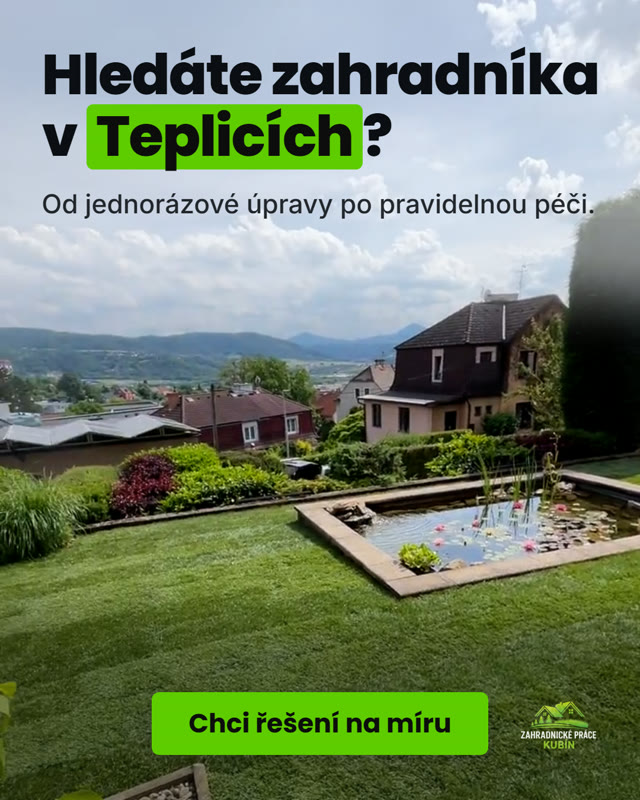 Hledáte zahradníka
v Teplicích?
Od jednorázové úpravy po pravidelnou péči.
Chci řešení na míru
ZAHRADNICKÉ PRÁCE
KUBÍN